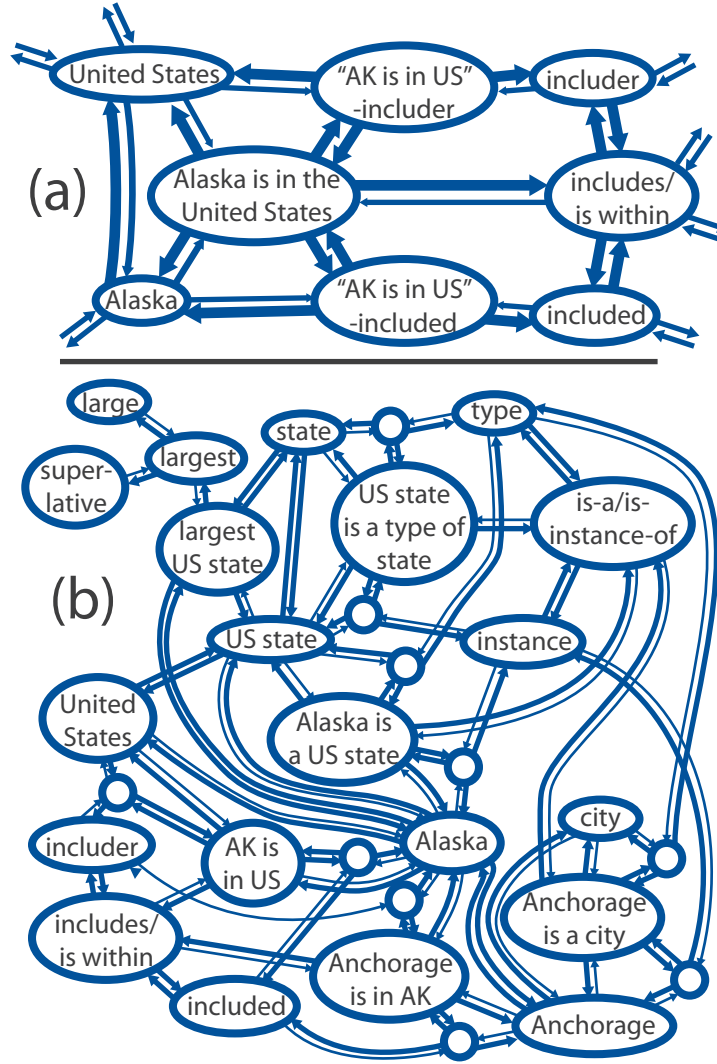 United States
“AK is in US”
-includer
includer
(a)
Alaska is in the
United States
includes/
is within
Alaska
“AK is in US”
-included
included
large
state
type
super-
lative
largest
US state
is a type of
state
is-a/is-
instance-of
largest
US state
(b)
US state
instance
United
States
Alaska is
a US state
includer
AK is
in US
Alaska
city
includes/
is within
Anchorage
is a city
Anchorage
is in AK
included
Anchorage